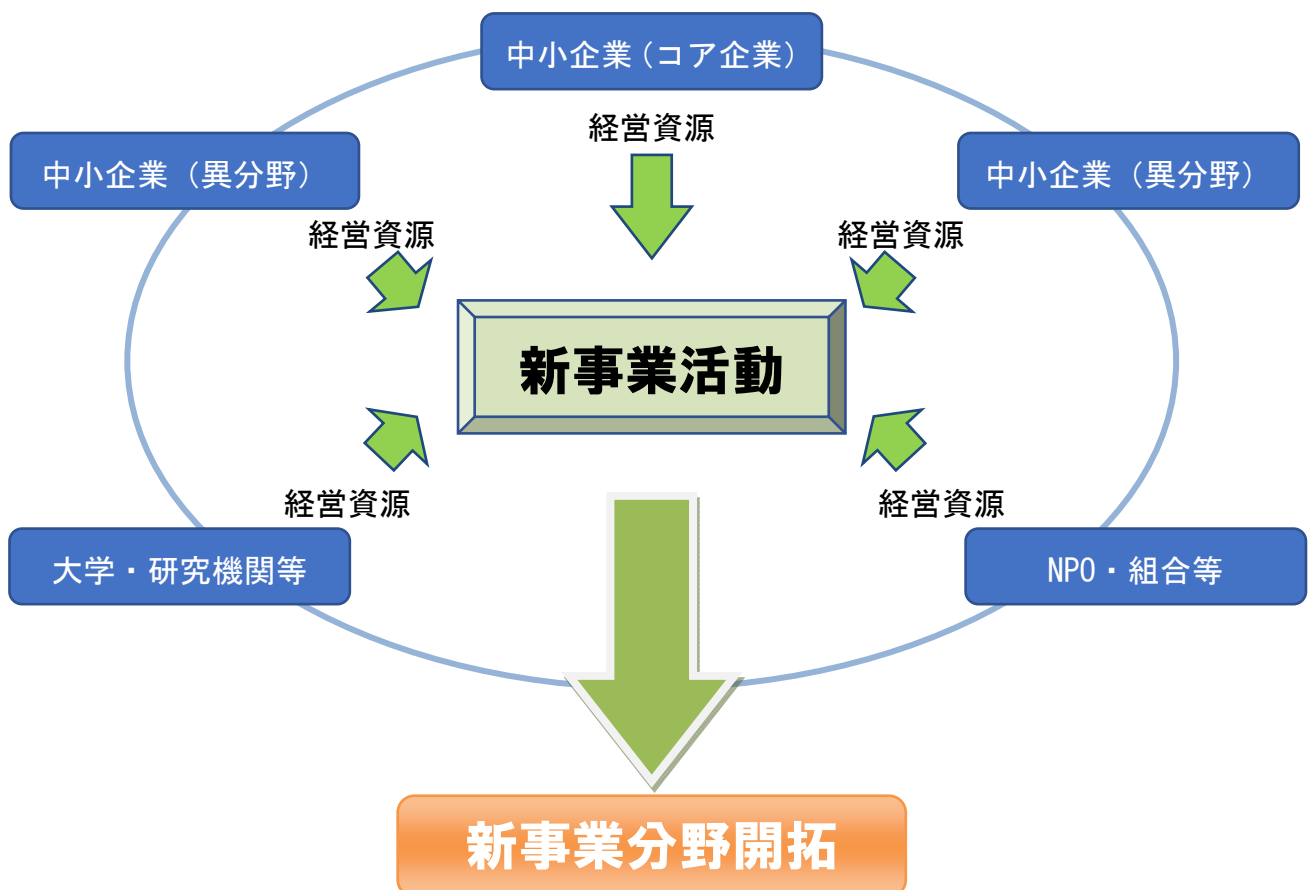 中小企業(コア企業)
経営資源
中小企業（異分野）
中小企業（異分野）
経営資源
経営資源
新事業活動
経営資源
経営資源
大学・研究機関等
NPO・組合等
新事業分野開拓